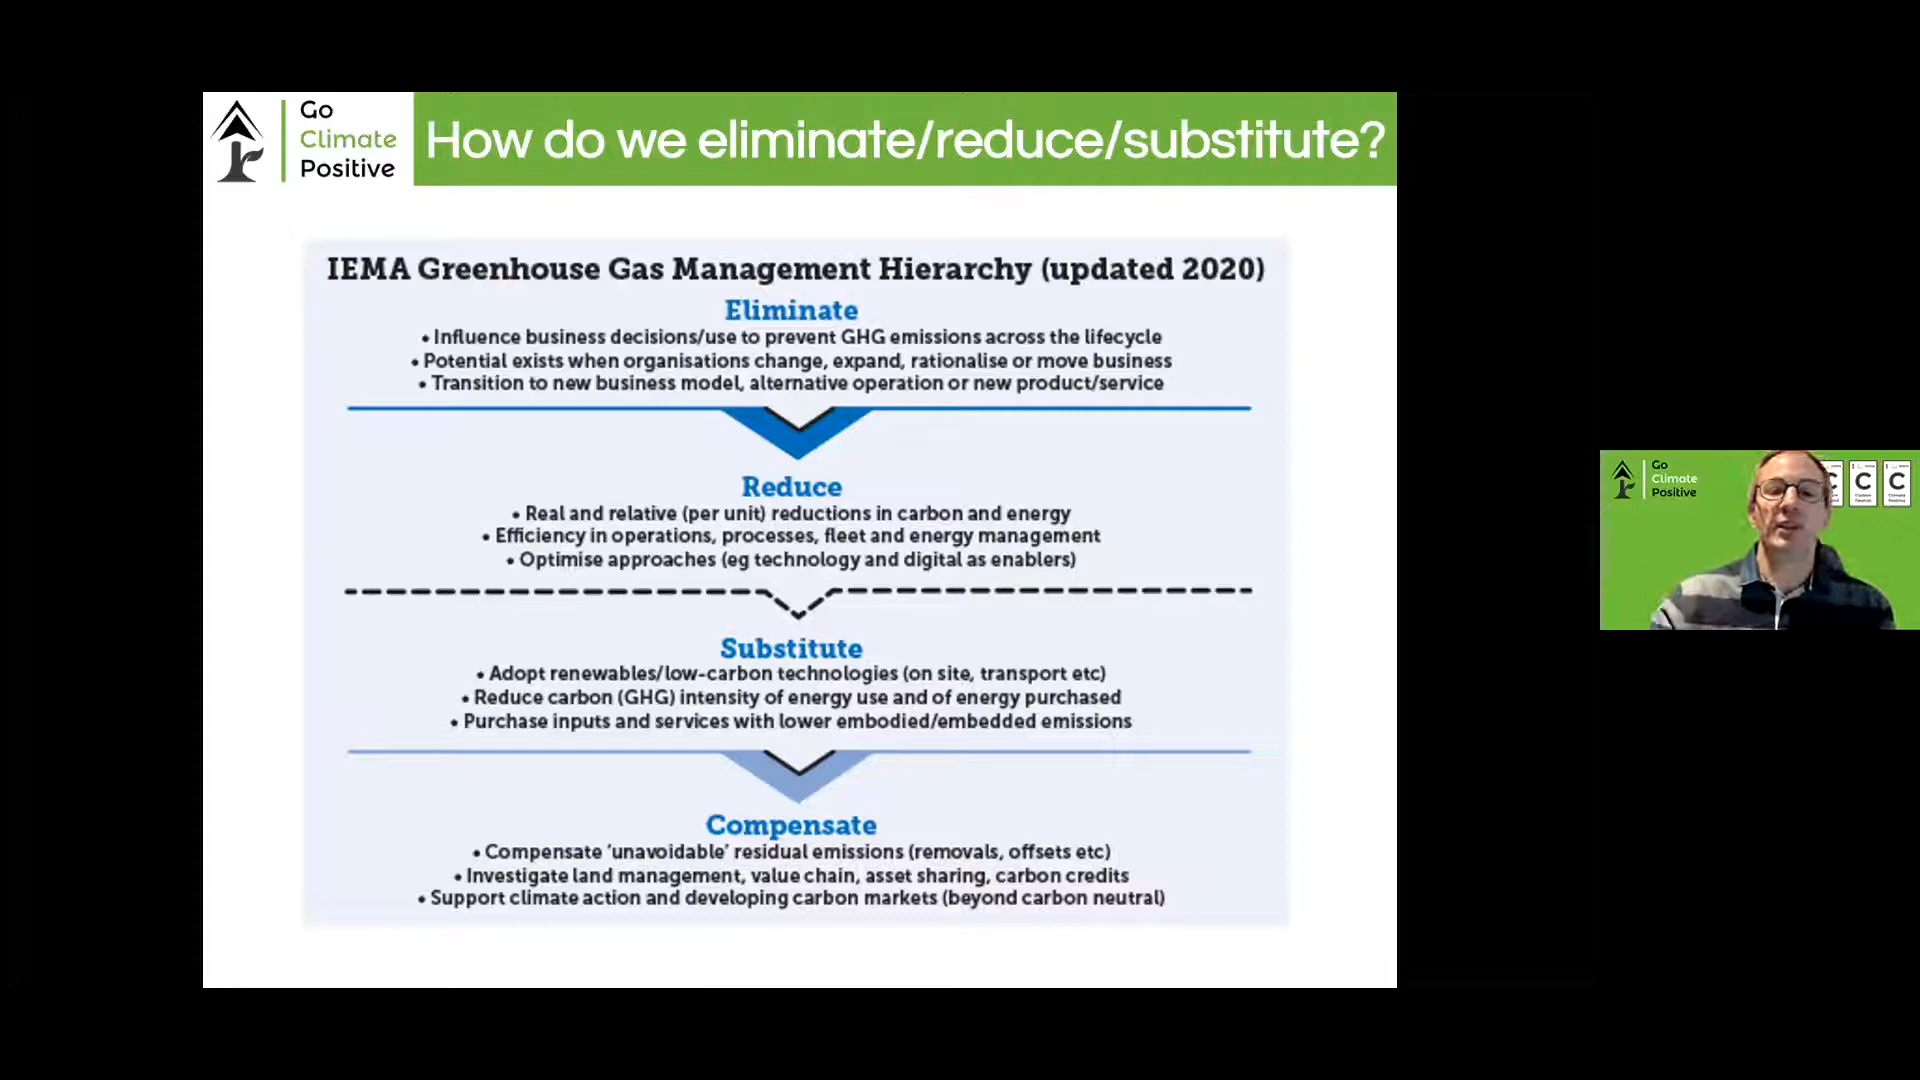 Go
Climate
Positive
How do we eliminate/reduce/substitute?
IEMA Greenhouse Gas Management Hierarchy (updated 2020)
Eliminate
• Influence business decisions/use to prevent GHG emissions across the lifecycle
• Potential exists when organisations change, expand, rationalise or move business
• Transition to new business model, alternative operation or new product/service
Reduce
• Real and relative (per unit) reductions in carbon and energy
• Efficiency in operations, processes, fleet and energy management
• Optimise approaches (eg technology and digital as enablers)
Substitute
• Adopt renewables/low-carbon technologies (on site, transport etc)
• Reduce carbon (GHG) intensity of energy use and of energy purchased
• Purchase inputs and services with lower embodied/embedded emissions
Compensate
• Compensate ‘unavoidable’ residual emissions (removals, offsets etc)
• Investigate land management, value chain, asset sharing, carbon credits
• Support climate action and developing carbon markets (beyond carbon neutral)
Go
Climate
Positive
C C C